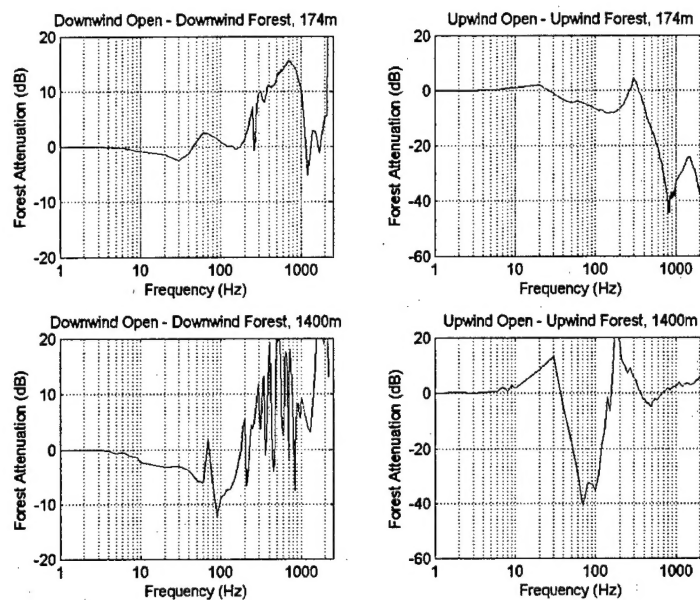 Downwind Open - Downwind Forest, 174m
20
10
0
-10
-20
Forest Attenuation (dB)
1 10 100 1000
Frequency (Hz)
Upwind Open - Upwind Forest, 174m
20
0
-20
-40
-60
Forest Attenuation (dB)
1 10 100 1000
Frequency (Hz)
Downwind Open - Downwind Forest, 1400m
20
10
0
-10
-20
Forest Attenuation (dB)
1 10 100 1000
Frequency (Hz)
Upwind Open - Upwind Forest, 1400m
20
0
-20
-40
-60
Forest Attenuation (dB)
1 10 100 1000
Frequency (Hz)